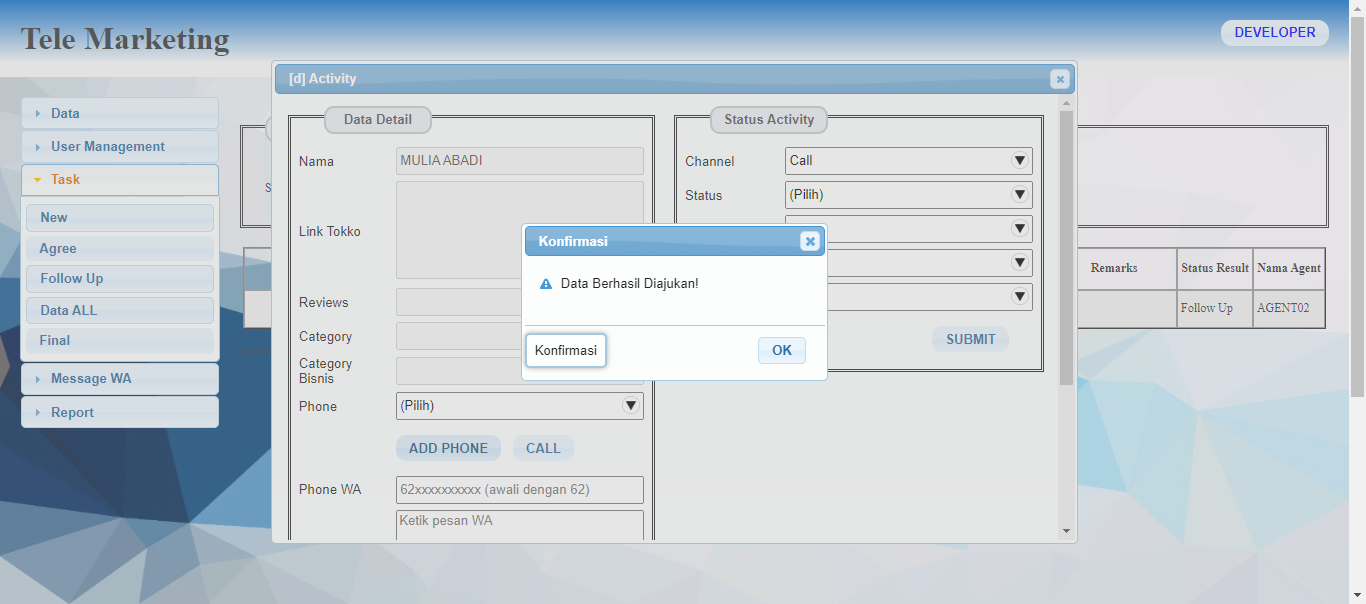 Tele Marketing
DEVELOPER
Data
User Management
Task
New
Agree
Follow Up
Data ALL
Final
Message WA
Report
[d] Activity
Data Detail
Nama
MULIA ABADI
Link Tokko
Reviews
Category
Category
Bisnis
Phone
(Pilih)
ADD PHONE
CALL
Phone WA
62xxxxxxxxxx (awali dengan 62)
Ketik pesan WA
Status Activity
Channel
Call
Status
(Pilih)
SUBMIT
Konfirmasi
Data Berhasil Diajukan!
Konfirmasi
OK
Remarks
Status Result
Nama Agent
Follow Up
AGENT02